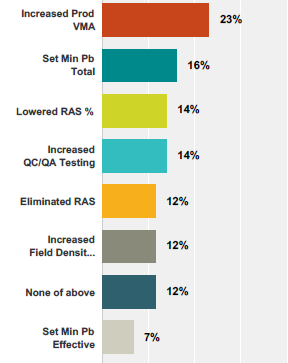 Increased Prod
VMA
23%
Set Min Pb
Total
16%
Lowered RAS %
14%
Increased
QC/QA Testing
14%
Eliminated RAS
12%
Increased
Field Densit...
12%
None of above
12%
Set Min Pb
Effective
7%